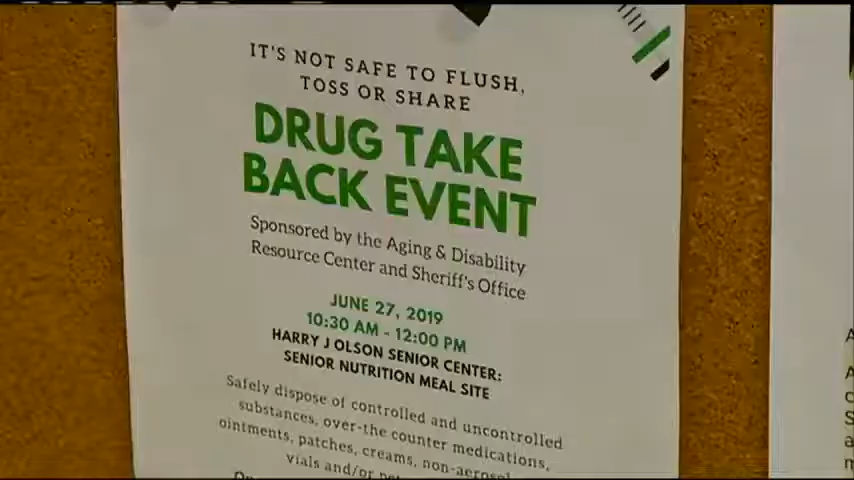 IT'S NOT SAFE TO FLUSH,
TOSS OR SHARE
DRUG TAKE
BACK EVENT
Sponsored by the Aging & Disability
Resource Center and Sheriff's Office
JUNE 27, 2019
10:30 AM - 12:00 PM
HARRY J OLSON SENIOR CENTER:
SENIOR NUTRITION MEAL SITE
Safely dispose of controlled and uncontrolled
substances, over-the counter medications,
ointments, patches, creams, non-aerosol
vials and/or